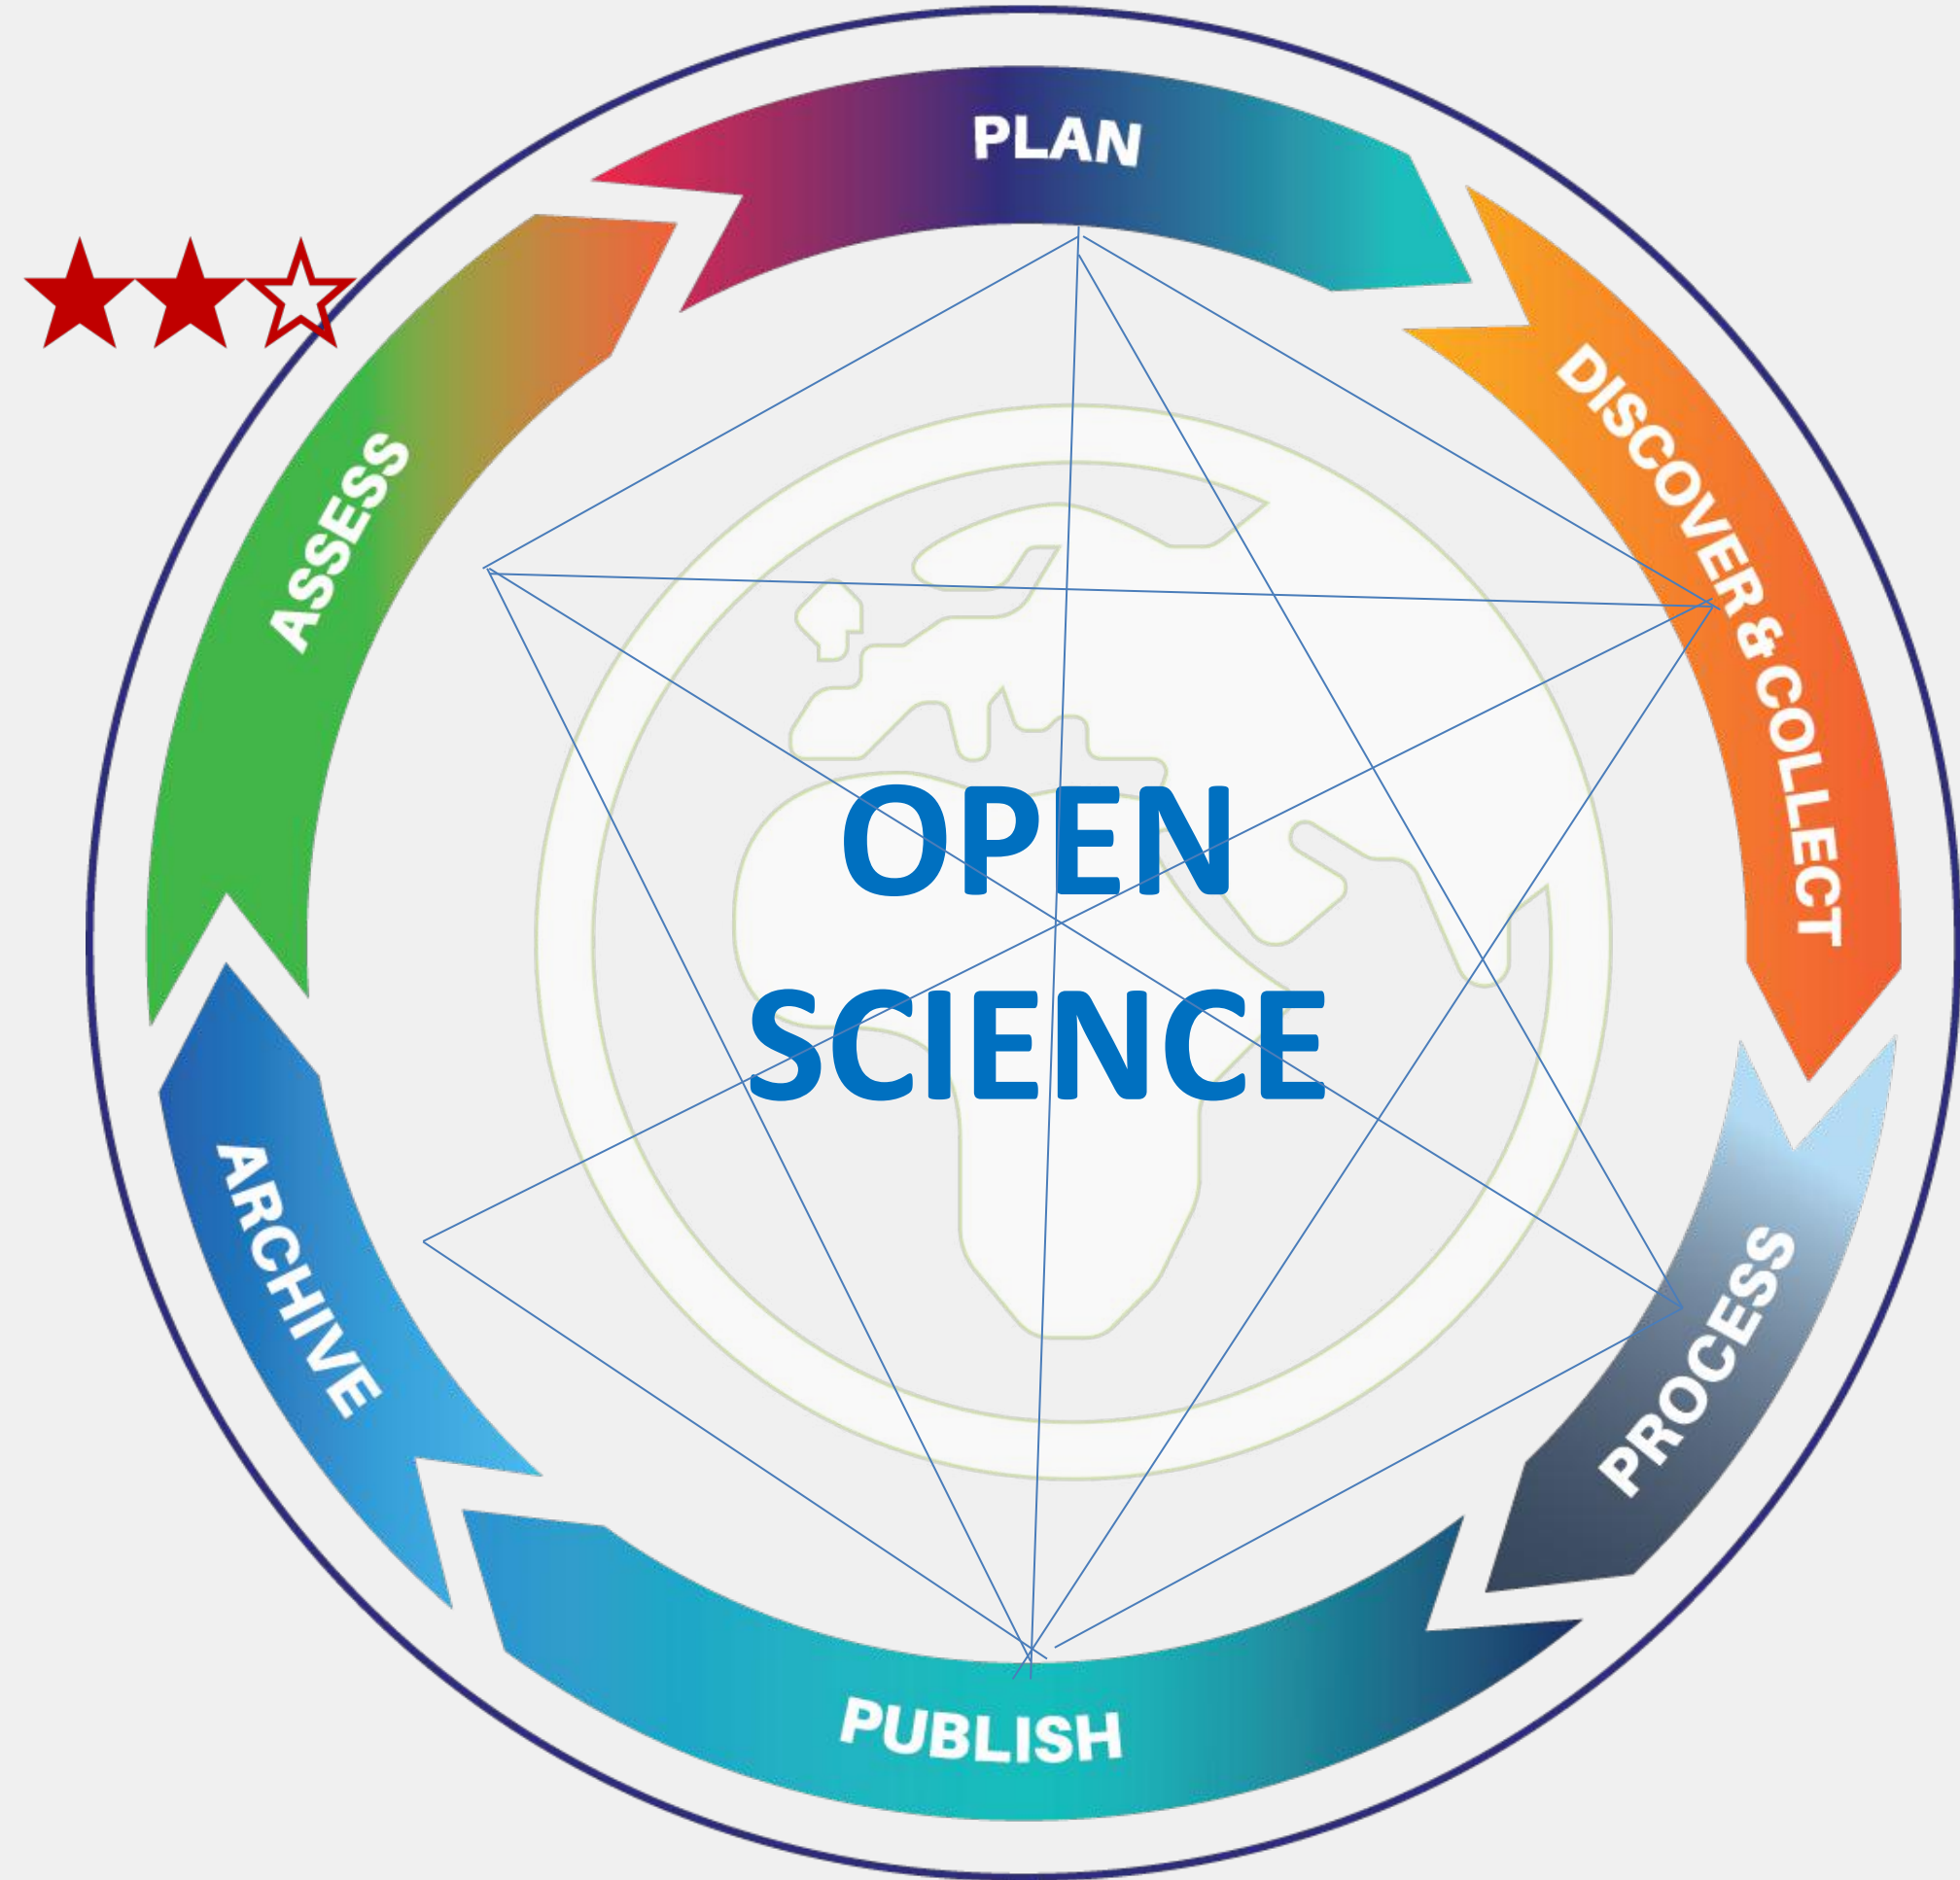 PLAN
DISCOVER & COLLECT
PROCESS
PUBLISH
ARCHIVE
ASSESS
OPEN
SCIENCE